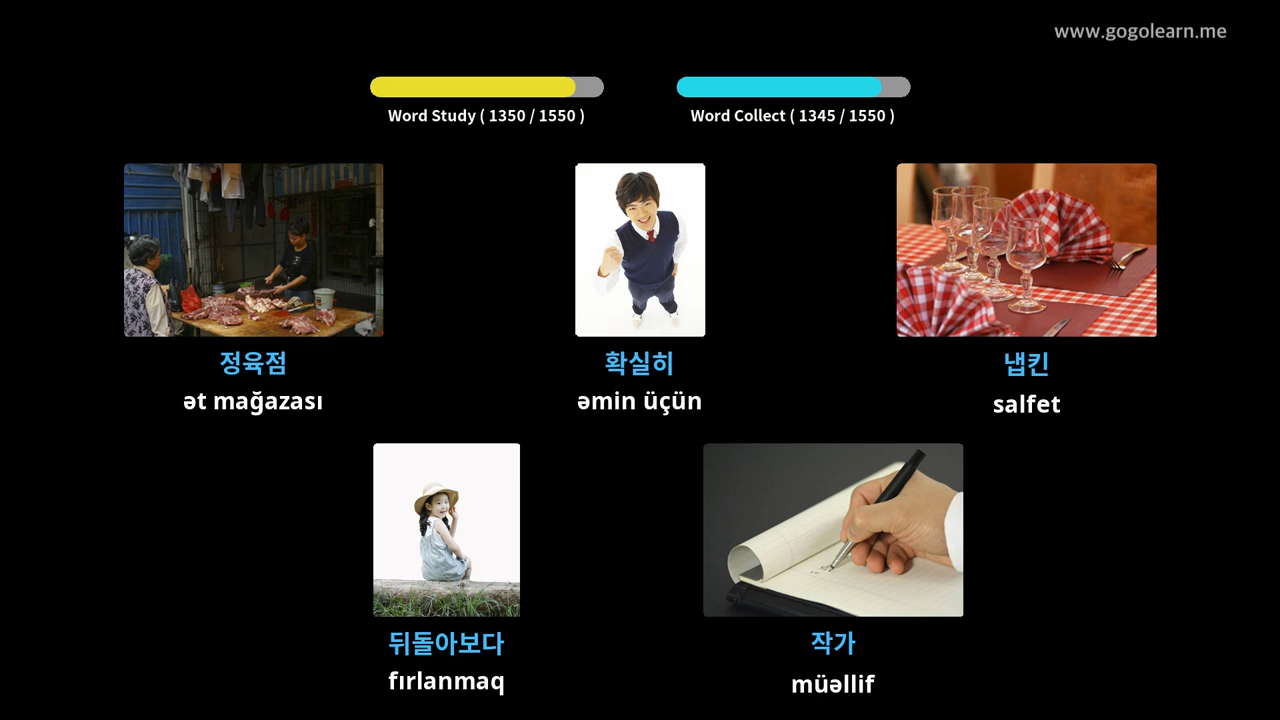 www.gogolearn.me
Word Study ( 1350 / 1550 )
Word Collect ( 1345 / 1550 )
정육점
ət mağazası
확실히
əmin üçün
냅킨
salfet
뒤돌아보다
fırlanmaq
작가
müəllif